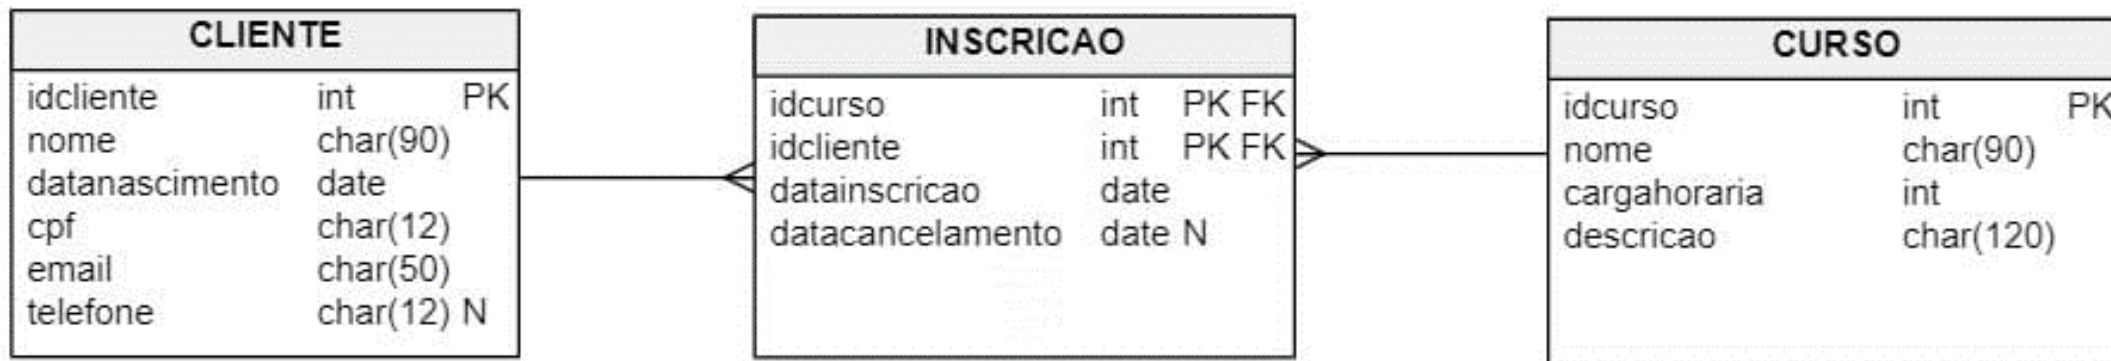 CLIENTE
idcliente int PK
nome char(90)
datanascimento date
cpf char(12)
email char(50)
telefone char(12) N
INSCRICAO
idcurso int PK FK
idcliente int PK FK
datainscricao date
datacancelamento date N
CURSO
idcurso int PK
nome char(90)
cargahoraria int
descricao char(120)